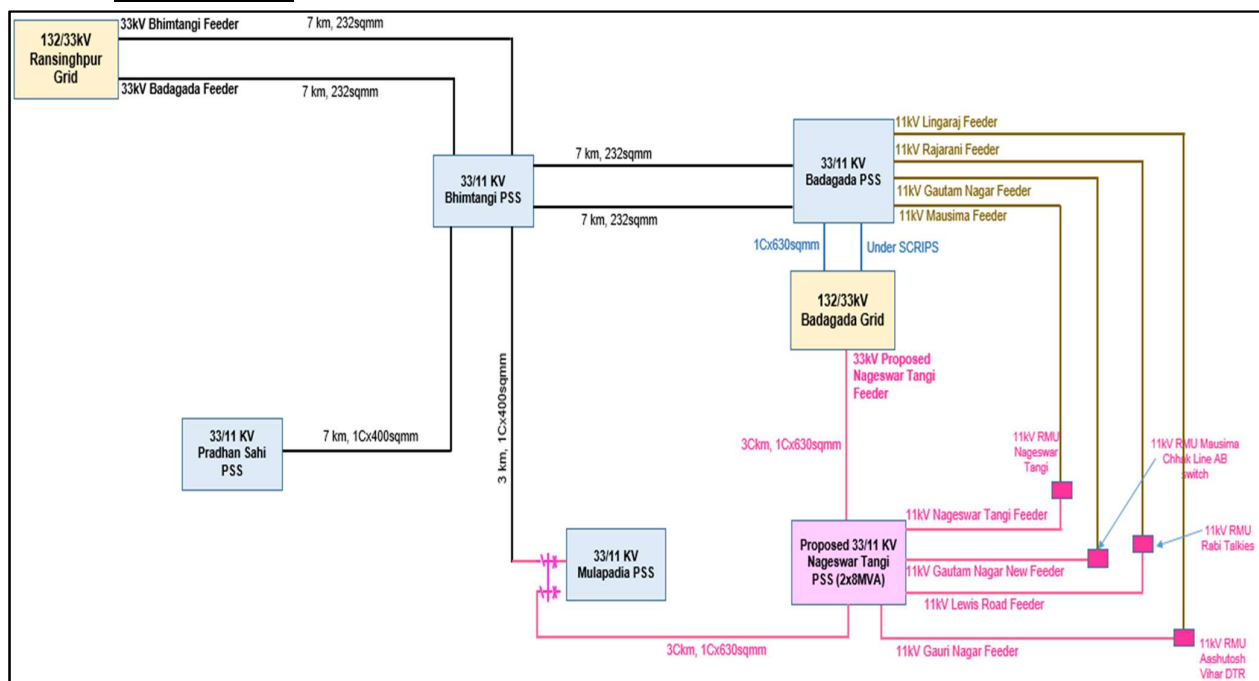 33kV Bhimtangi Feeder
7 km, 232sqmm
132/33kV
Ransinghpur
Grid
33kV Badagada Feeder
7 km, 232sqmm
33/11 KV
Bhimtangi PSS
7 km, 232sqmm
7 km, 232sqmm
33/11 KV
Badagada PSS
11kV Lingaraj Feeder
11kV Rajarani Feeder
11kV Gautam Nagar Feeder
11kV Mausima Feeder
1Cx630sqmm
Under SCRIPS
132/33kV
Badagada Grid
33kV Proposed
Nageswar Tangi
Feeder
3 km, 1Cx400sqmm
33/11 KV
Pradhan Sahi
PSS
7 km, 1Cx400sqmm
3Ckm, 1Cx630sqmm
11kV RMU
Nageswar
Tangi
11kV RMU Mausima
Chhak Line AB
switch
11kV RMU
Rabi Talkies
33/11 KV
Mulapadia PSS
Proposed 33/11 KV
Nageswar Tangi
PSS (2x8MVA)
11kV Nageswar Tangi Feeder
11kV Gautam Nagar New Feeder
11kV Lewis Road Feeder
3Ckm, 1Cx630sqmm
11kV Gauri Nagar Feeder
11kV RMU
Aashutosh
Vihar DTR